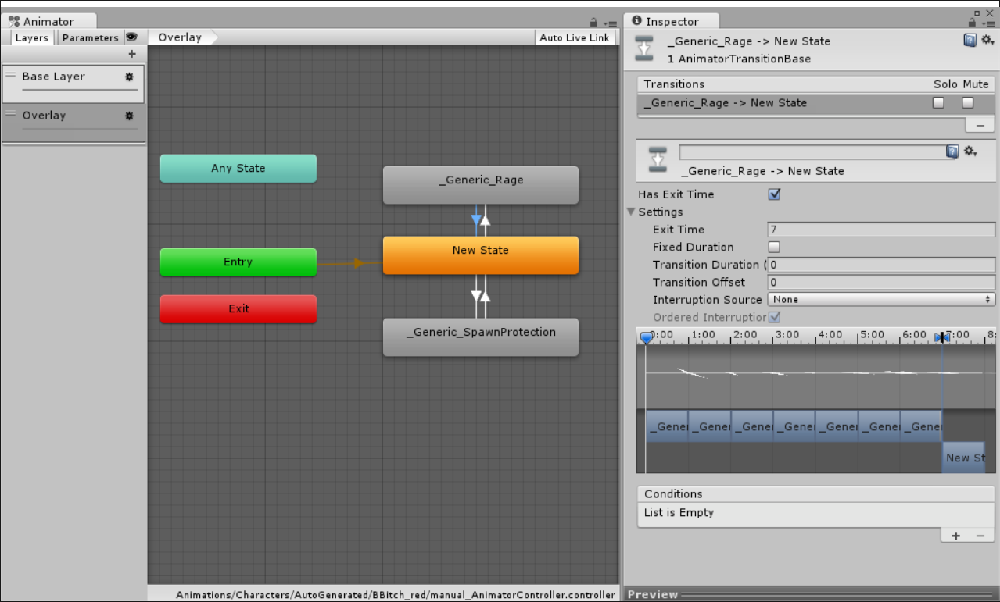 Animator
Layers Parameters
Overlay
Auto Live Link
+
Base Layer
Overlay
Any State
_Generic_Rage
New State
Entry
Exit
_Generic_SpawnProtection
Animations/Characters/AutoGenerated/BBitch_red/manual_AnimatorController.controller
Inspector
_Generic_Rage -> New State
1 AnimatorTransitionBase
Transitions Solo Mute
_Generic_Rage -> New State
_Generic_Rage -> New State
Has Exit Time
Settings
Exit Time 7
Fixed Duration
Transition Duration ( 0
Transition Offset 0
Interruption Source None
Ordered Interruption
0:00 1:00 2:00 3:00 4:00 5:00 6:00 7:00 8:
_Gener _Gener _Gener _Gener _Gener _Gener _Gener
New St
Conditions
List is Empty
+ −
Preview